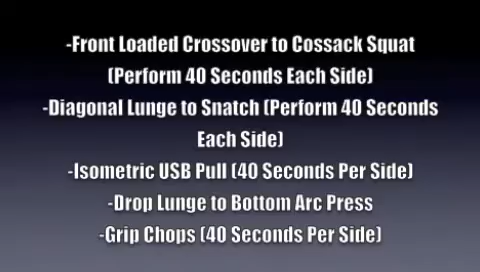 -Front Loaded Crossover to Cossack Squat
(Perform 40 Seconds Each Side)
-Diagonal Lunge to Snatch (Perform 40 Seconds
Each Side)
-Isometric USB Pull (40 Seconds Per Side)
-Drop Lunge to Bottom Arc Press
-Grip Chops (40 Seconds Per Side)